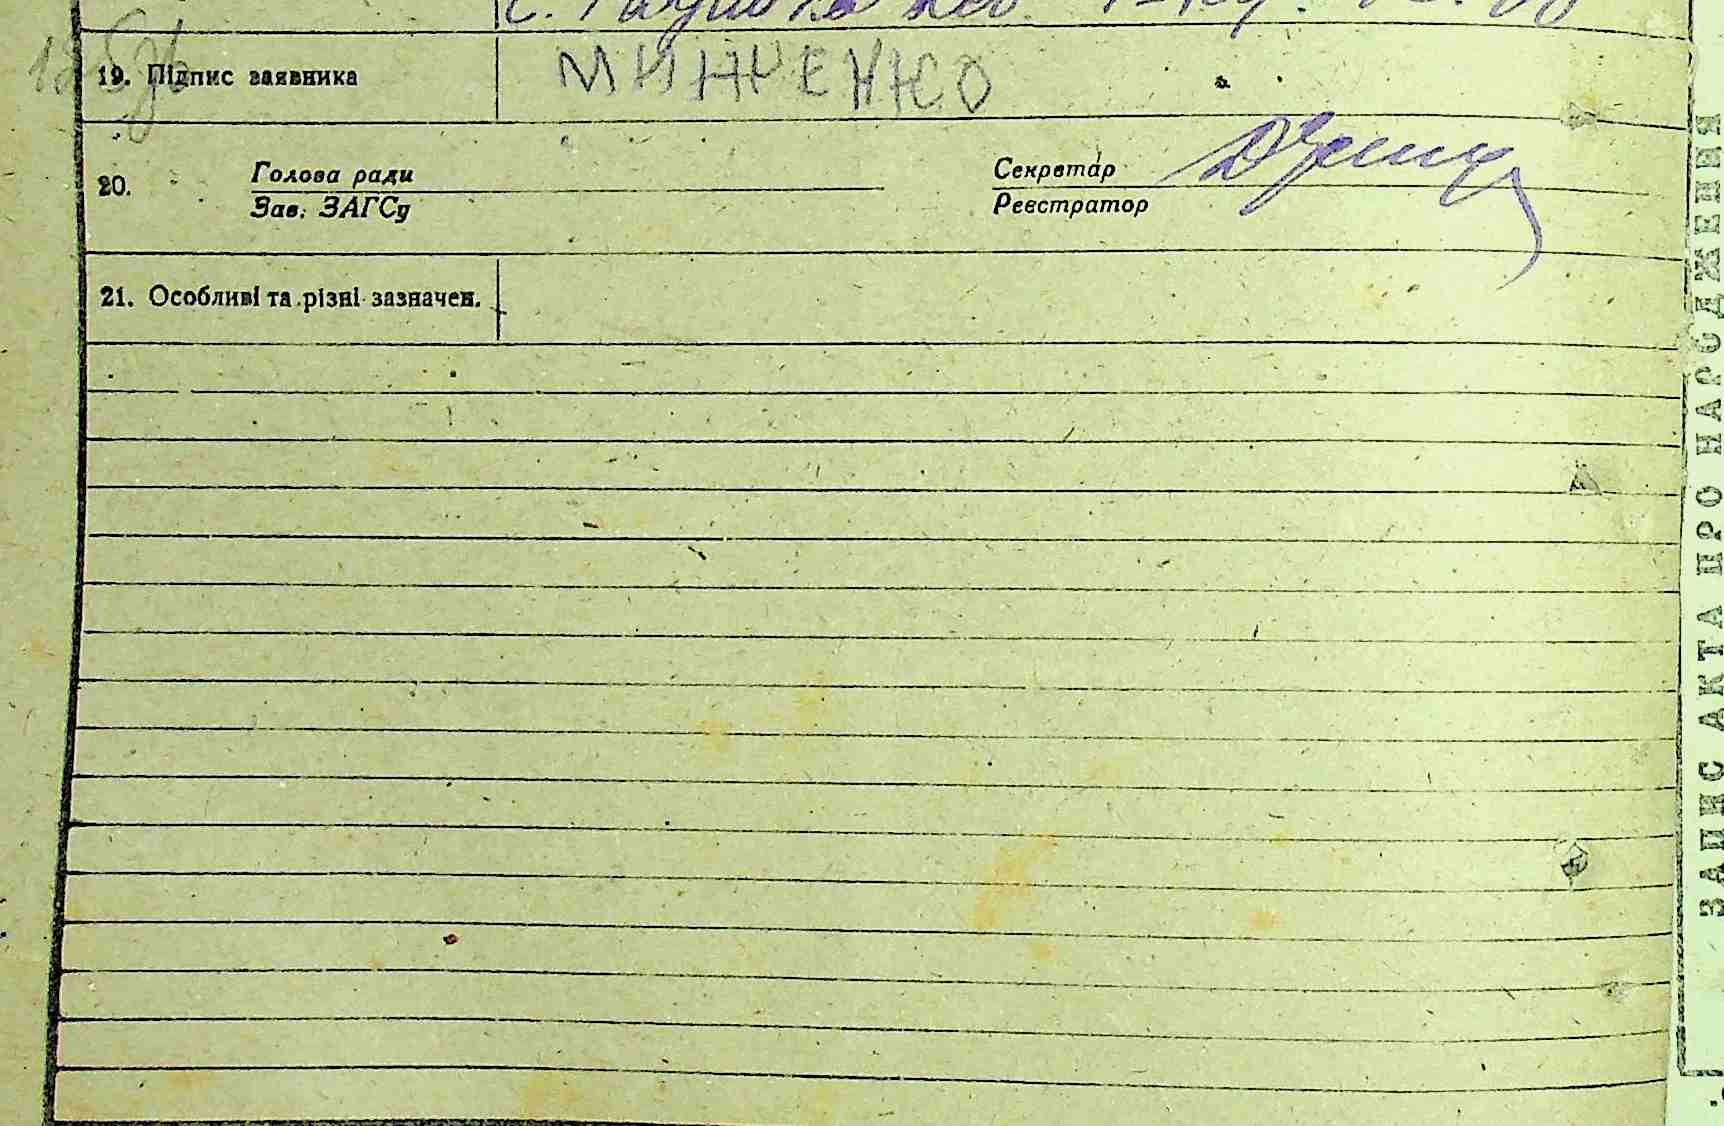 с.
19. Підпис заявника МИНЧЕНКО
20. Голова ради Секретар
Зав. ЗАГСу Реєстратор
21. Особливі та різні зазначен.
ЗАПИС АКТА ПРО НАРОДЖЕННЯ